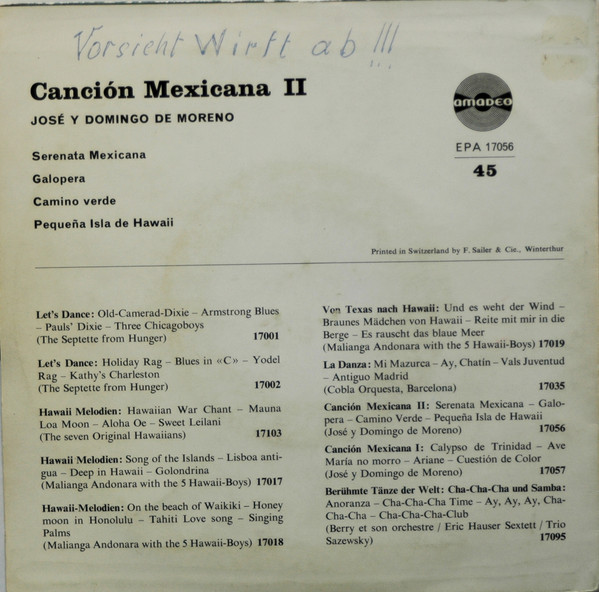 Vorsicht Wirft ab !!!
Canción Mexicana II
JOSÉ Y DOMINGO DE MORENO
AMADEO
EPA 17056
45
Serenata Mexicana
Galopera
Camino verde
Pequeña Isla de Hawaii
Printed in Switzerland by F. Sailer & Cie., Winterthur
Let's Dance: Old-Camerad-Dixie – Armstrong Blues
– Pauls' Dixie – Three Chicagoboys
(The Septette from Hunger) 17001
Let's Dance: Holiday Rag – Blues in «C» – Yodel
Rag – Kathy's Charleston
(The Septette from Hunger) 17002
Hawaii Melodien: Hawaiian War Chant – Mauna
Loa Moon – Aloha Oe – Sweet Leilani
(The seven Original Hawaiians) 17103
Hawaii Melodien: Song of the Islands – Lisboa anti-
gua – Deep in Hawaii – Golondrina
(Malianga Andonara with the 5 Hawaii-Boys) 17017
Hawaii-Melodien: On the beach of Waikiki – Honey
moon in Honolulu – Tahiti Love song – Singing
Palms
(Malianga Andonara with the 5 Hawaii-Boys) 17018
Von Texas nach Hawaii: Und es weht der Wind –
Braunes Mädchen von Hawaii – Reite mit mir in die
Berge – Es rauscht das blaue Meer
(Malianga Andonara with the 5 Hawaii-Boys) 17019
La Danza: Mi Mazurca – Ay, Chatín – Vals Juventud
– Antiguo Madrid
(Cobla Orquesta, Barcelona) 17035
Canción Mexicana II: Serenata Mexicana – Galo-
pera – Camino Verde – Pequeña Isla de Hawaii
(José y Domingo de Moreno) 17056
Canción Mexicana I: Calypso de Trinidad – Ave
María no morro – Ariane – Cuestión de Color
(José y Domingo de Moreno) 17057
Berühmte Tänze der Welt: Cha-Cha-Cha und Samba:
Anoranza – Cha-Cha-Cha Time – Ay, Ay, Ay, Cha-
Cha-Cha – Cha-Cha-Cha-Club
(Berry et son orchestre / Eric Hauser Sextett / Trio
Sazewsky) 17095